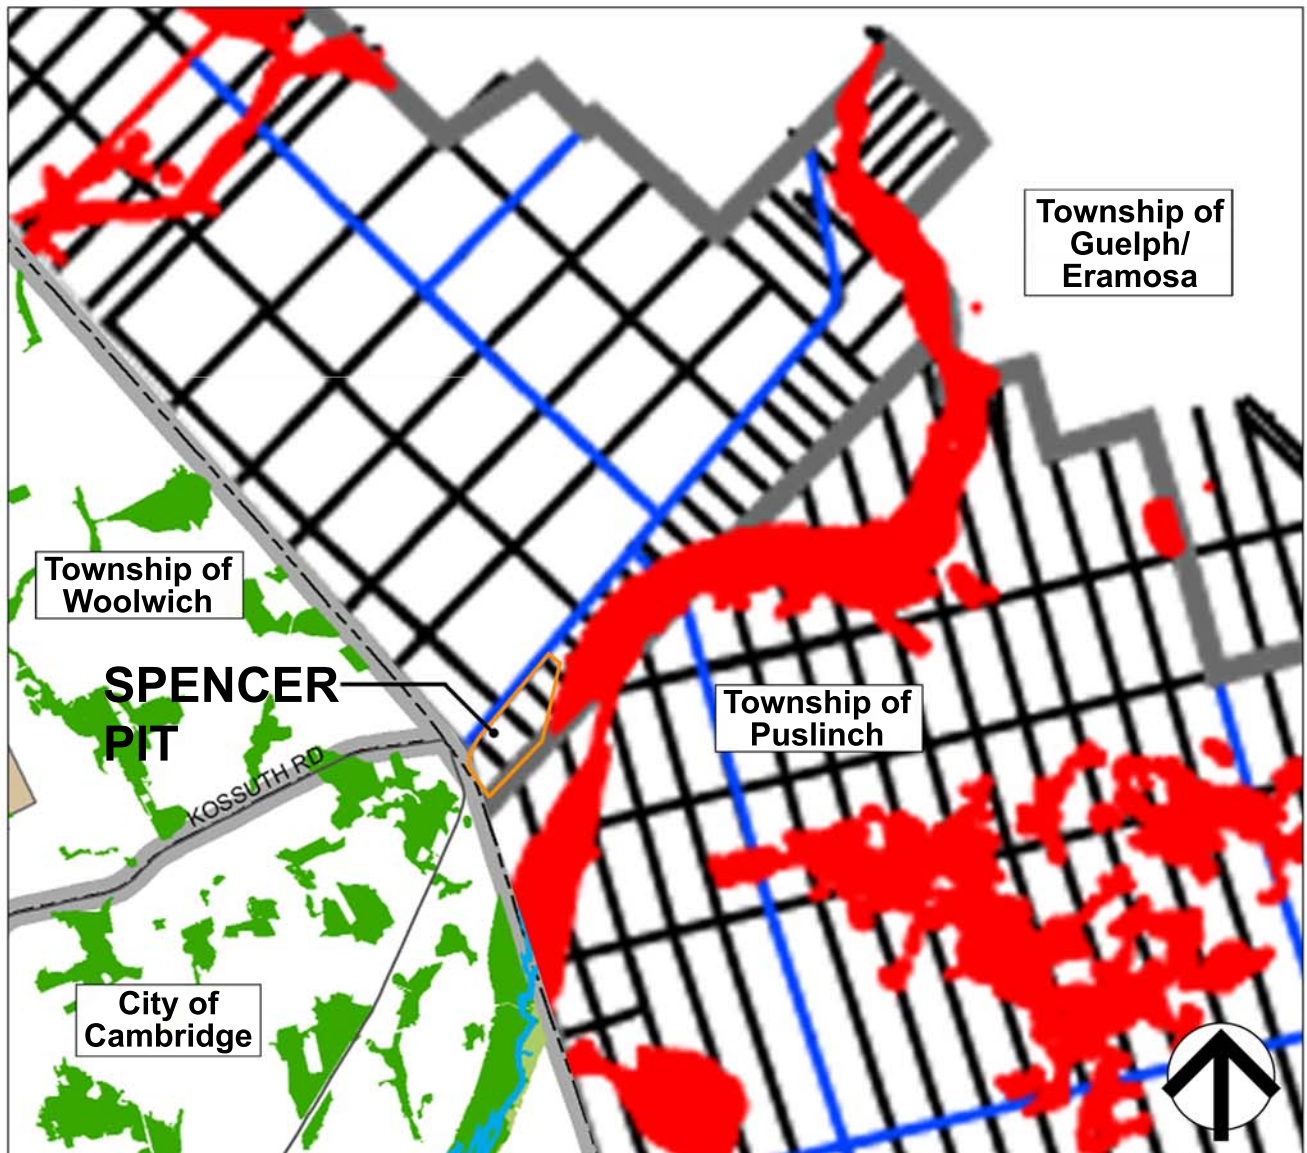 Township of
Guelph/
Eramosa
Township of
Woolwich
SPENCER
PIT
Township of
Puslinch
KOSSUTH RD
City of
Cambridge